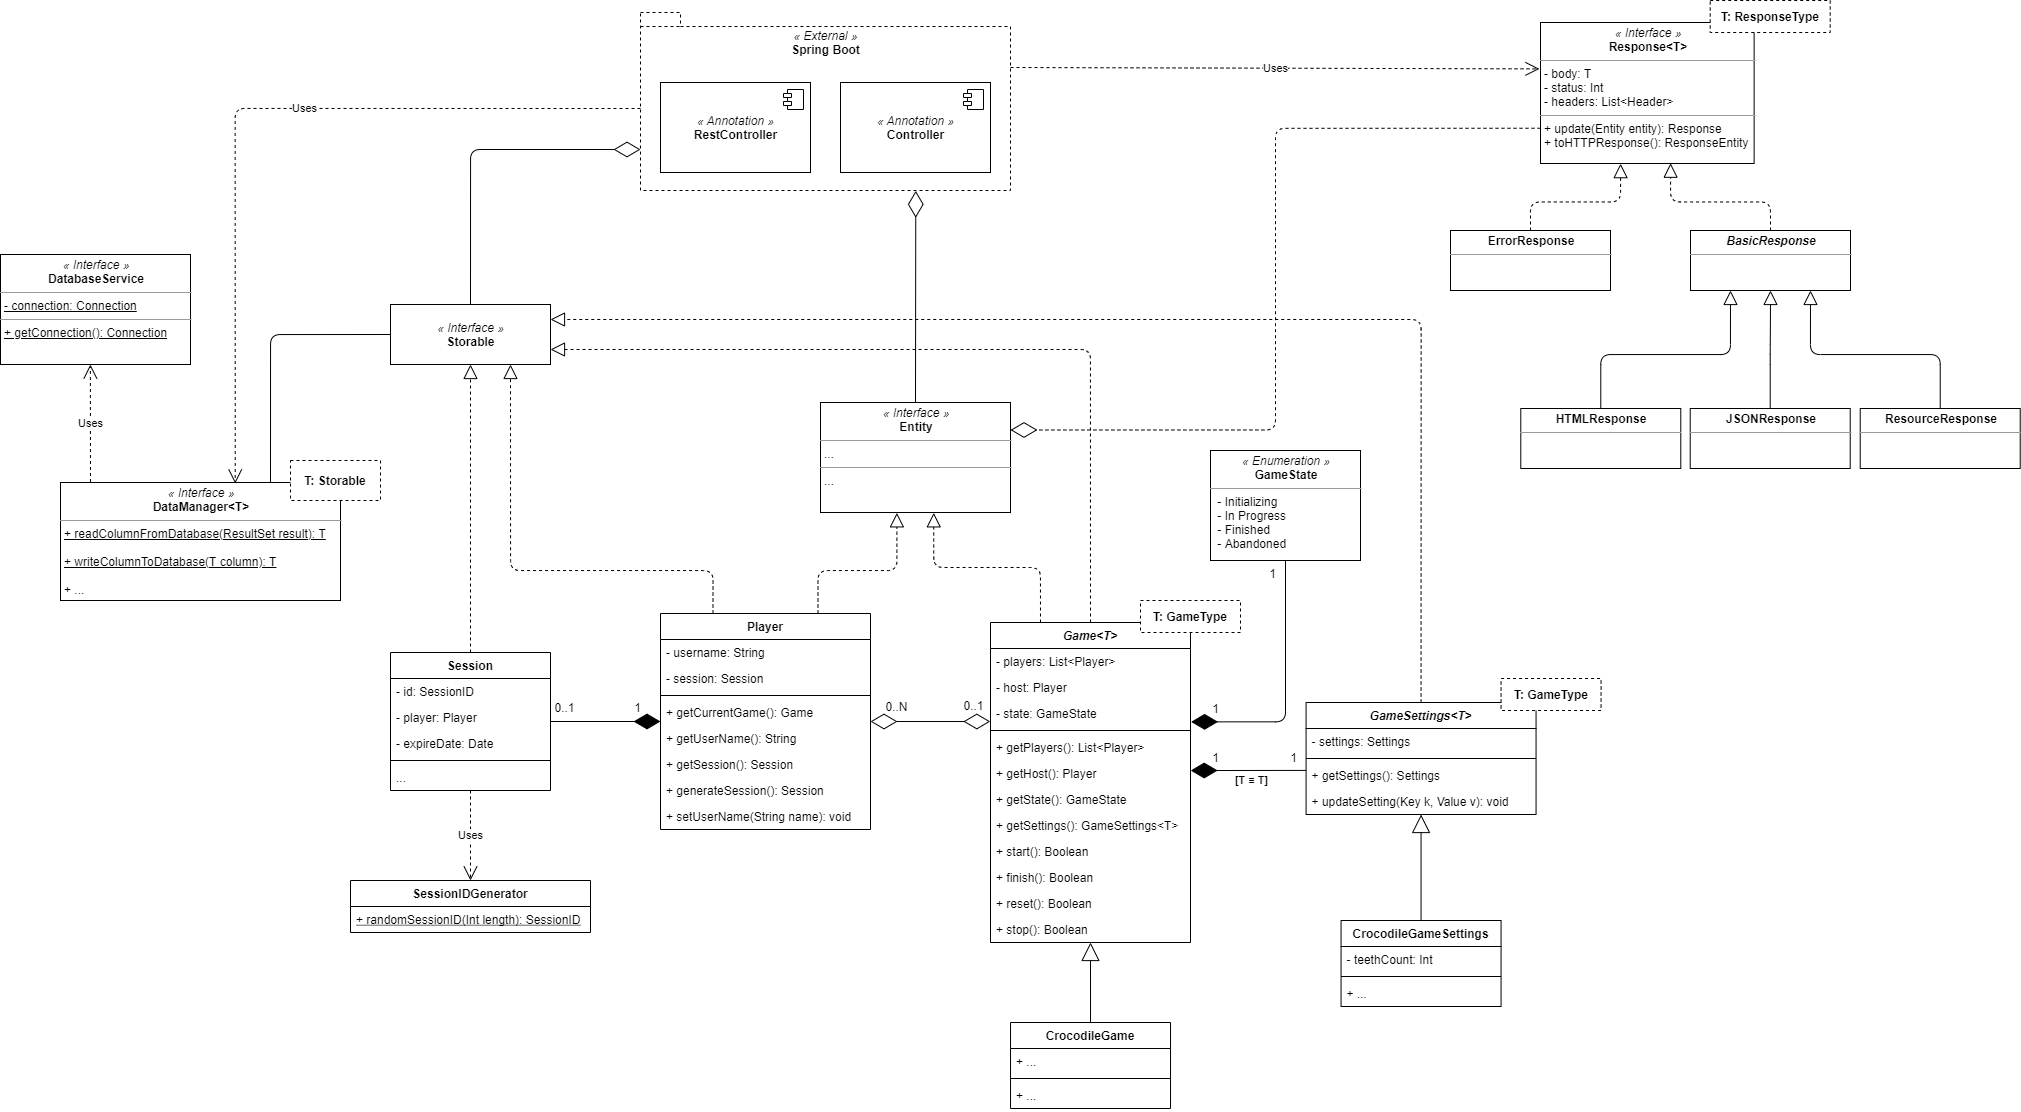 « External »
Spring Boot
« Annotation »
RestController
« Annotation »
Controller
Uses
Uses
T: ResponseType
« Interface »
Response<T>
- body: T
- status: Int
- headers: List<Header>
+ update(Entity entity): Response
+ toHTTPResponse(): ResponseEntity
ErrorResponse
BasicResponse
HTMLResponse
JSONResponse
ResourceResponse
« Interface »
DatabaseService
- connection: Connection
+ getConnection(): Connection
Uses
« Interface »
Storable
T: Storable
« Interface »
DataManager<T>
+ readColumnFromDatabase(ResultSet result): T
+ writeColumnToDatabase(T column): T
+ ...
« Interface »
Entity
...
...
« Enumeration »
GameState
- Initializing
- In Progress
- Finished
- Abandoned
1
Session
- id: SessionID
- player: Player
- expireDate: Date
...
0..1
1
Uses
SessionIDGenerator
+ randomSessionID(Int length): SessionID
Player
- username: String
- session: Session
+ getCurrentGame(): Game
+ getUserName(): String
+ getSession(): Session
+ generateSession(): Session
+ setUserName(String name): void
0..N
0..1
T: GameType
Game<T>
- players: List<Player>
- host: Player
- state: GameState
+ getPlayers(): List<Player>
+ getHost(): Player
+ getState(): GameState
+ getSettings(): GameSettings<T>
+ start(): Boolean
+ finish(): Boolean
+ reset(): Boolean
+ stop(): Boolean
1
1
1
[T ≡ T]
T: GameType
GameSettings<T>
- settings: Settings
+ getSettings(): Settings
+ updateSetting(Key k, Value v): void
CrocodileGameSettings
- teethCount: Int
+ ...
CrocodileGame
+ ...
+ ...